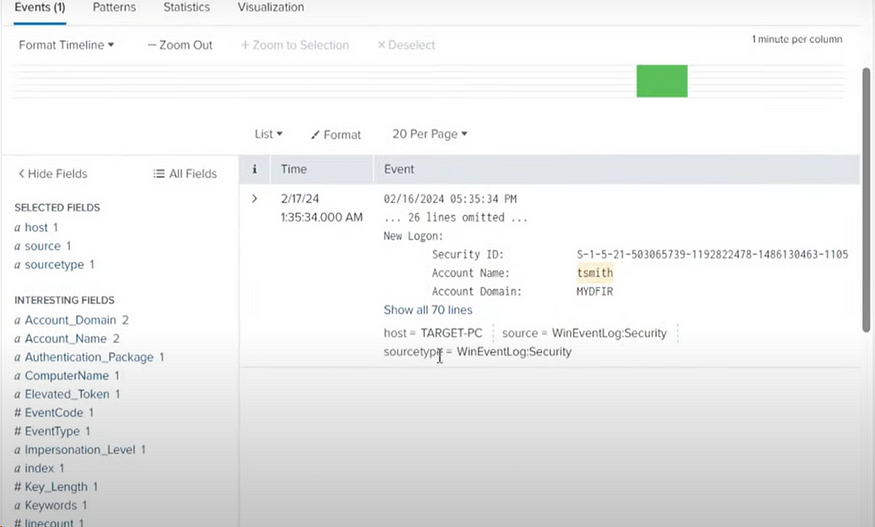 Events (1) Patterns Statistics Visualization
Format Timeline ▾ — Zoom Out + Zoom to Selection × Deselect 1 minute per column
List ▾ Format 20 Per Page ▾
< Hide Fields All Fields i Time Event
SELECTED FIELDS
a host 1
a source 1
a sourcetype 1
INTERESTING FIELDS
a Account_Domain 2
a Account_Name 2
a Authentication_Package 1
a ComputerName 1
a Elevated_Token 1
# EventCode 1
# EventType 1
a Impersonation_Level 1
a index 1
# Key_Length 1
a Keywords 1
# linecount 1
> 2/17/24
1:35:34.000 AM
02/16/2024 05:35:34 PM
... 26 lines omitted ...
New Logon:
Security ID: S-1-5-21-503065739-1192822478-1486130463-1105
Account Name: tsmith
Account Domain: MYDFIR
Show all 70 lines
host = TARGET-PC source = WinEventLog:Security
sourcetype = WinEventLog:Security